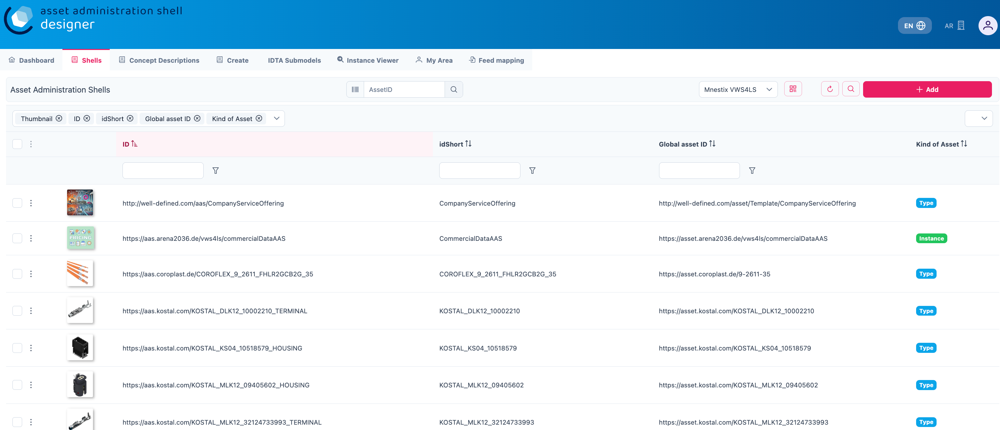 asset administration shell
designer
EN
AR
Dashboard
Shells
Concept Descriptions
Create
IDTA Submodels
Instance Viewer
My Area
Feed mapping
Asset Administration Shells
AssetID
Mnestix VWS4LS
Add
Thumbnail
ID
idShort
Global asset ID
Kind of Asset
ID
idShort
Global asset ID
Kind of Asset
http://well-defined.com/aas/CompanyServiceOffering
CompanyServiceOffering
http://well-defined.com/asset/Template/CompanyServiceOffering
Type
PRICING
https://aas.arena2036.de/vws4ls/commercialDataAAS
CommercialDataAAS
https://asset.arena2036.de/vws4ls/commercialDataAAS
Instance
https://aas.coroplast.de/COROFLEX_9_2611_FHLR2GCB2G_35
COROFLEX_9_2611_FHLR2GCB2G_35
https://asset.coroplast.de/9-2611-35
Type
https://aas.kostal.com/KOSTAL_DLK12_10002210_TERMINAL
KOSTAL_DLK12_10002210
https://asset.kostal.com/KOSTAL_DLK12_10002210
Type
https://aas.kostal.com/KOSTAL_KS04_10518579_HOUSING
KOSTAL_KS04_10518579
https://asset.kostal.com/KOSTAL_KS04_10518579
Type
https://aas.kostal.com/KOSTAL_MLK12_09405602_HOUSING
KOSTAL_MLK12_09405602
https://asset.kostal.com/KOSTAL_MLK12_09405602
Type
https://aas.kostal.com/KOSTAL_MLK12_32124733993_TERMINAL
KOSTAL_MLK12_32124733993
https://asset.kostal.com/KOSTAL_MLK12_32124733993
Type